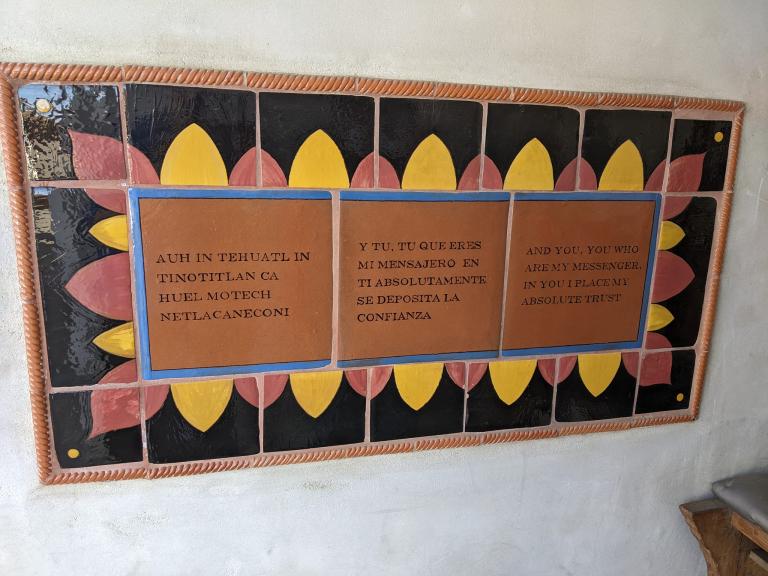 AUH IN TEHUATL IN
TINOTITLAN CA
HUEL MOTECH
NETLACANECONI
Y TU, TU QUE ERES
MI MENSAJERO EN
TI ABSOLUTAMENTE
SE DEPOSITA LA
CONFIANZA
AND YOU, YOU WHO
ARE MY MESSENGER,
IN YOU I PLACE MY
ABSOLUTE TRUST